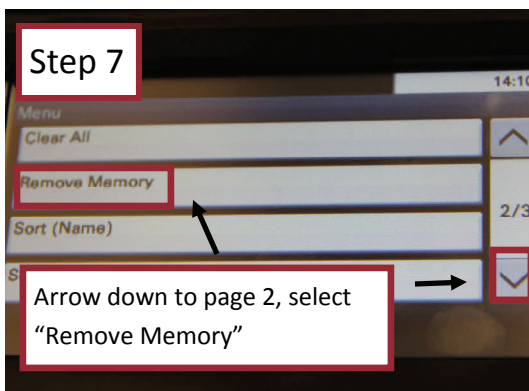 Step 7
14:10
Menu
Clear All
Remove Memory
2/3
Sort (Name)
S
Arrow down to page 2, select
“Remove Memory”